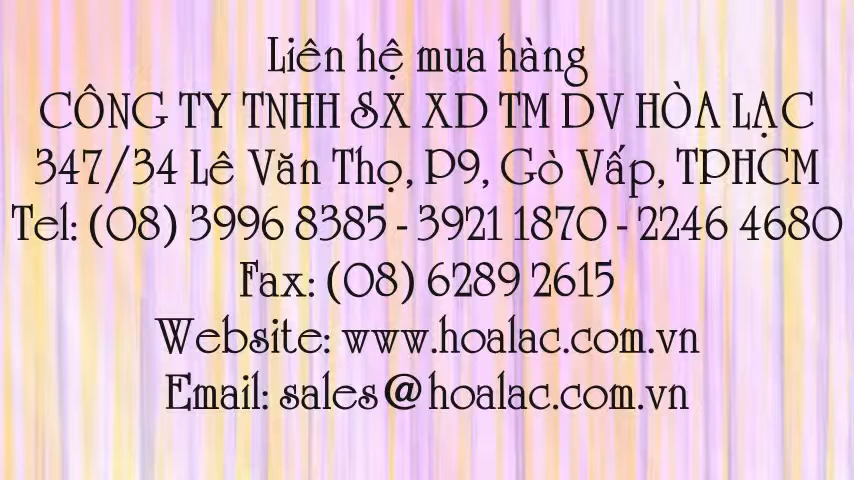 Liên hệ mua hàng
CÔNG TY TNHH SX XD TM DV HÒA LẠC
347/34 Lê Văn Thọ, P9, Gò Vấp, TPHCM
Tel: (08) 3996 8385 - 3921 1870 - 2246 4680
Fax: (08) 6289 2615
Website: www.hoalac.com.vn
Email: sales@hoalac.com.vn